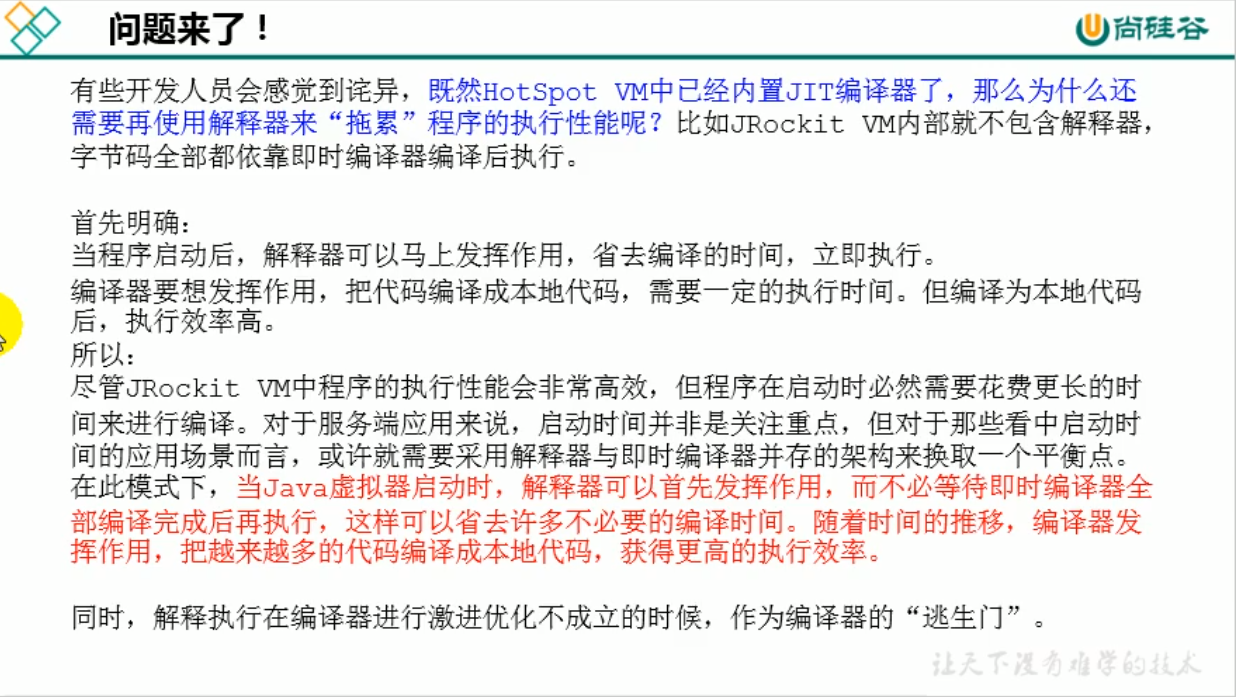 问题来了！
尚硅谷
有些开发人员会感觉到诧异，既然HotSpot VM中已经内置JIT编译器了，那么为什么还
需要再使用解释器来“拖累”程序的执行性能呢？比如JRockit VM内部就不包含解释器，
字节码全部都依靠即时编译器编译后执行。
首先明确：
当程序启动后，解释器可以马上发挥作用，省去编译的时间，立即执行。
编译器要想发挥作用，把代码编译成本地代码，需要一定的执行时间。但编译为本地代码
后，执行效率高。
所以：
尽管JRockit VM中程序的执行性能会非常高效，但程序在启动时必然需要花费更长的时
间来进行编译。对于服务端应用来说，启动时间并非是关注重点，但对于那些看中启动时
间的应用场景而言，或许就需要采用解释器与即时编译器并存的架构来换取一个平衡点。
在此模式下，当Java虚拟器启动时，解释器可以首先发挥作用，而不必等待即时编译器全
部编译完成后再执行，这样可以省去许多不必要的编译时间。随着时间的推移，编译器发
挥作用，把越来越多的代码编译成本地代码，获得更高的执行效率。
同时，解释执行在编译器进行激进优化不成立的时候，作为编译器的“逃生门”。
让天下没有难学的技术